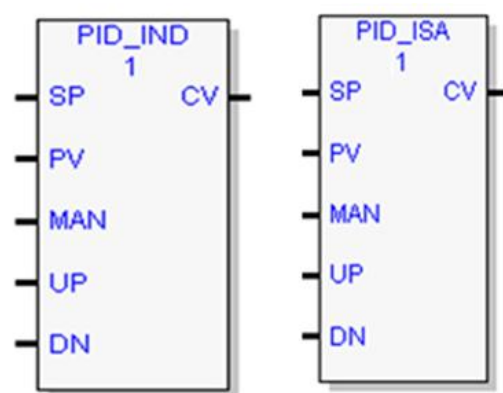 PID_IND
1
SP CV
PV
MAN
UP
DN
PID_ISA
1
SP CV
PV
MAN
UP
DN